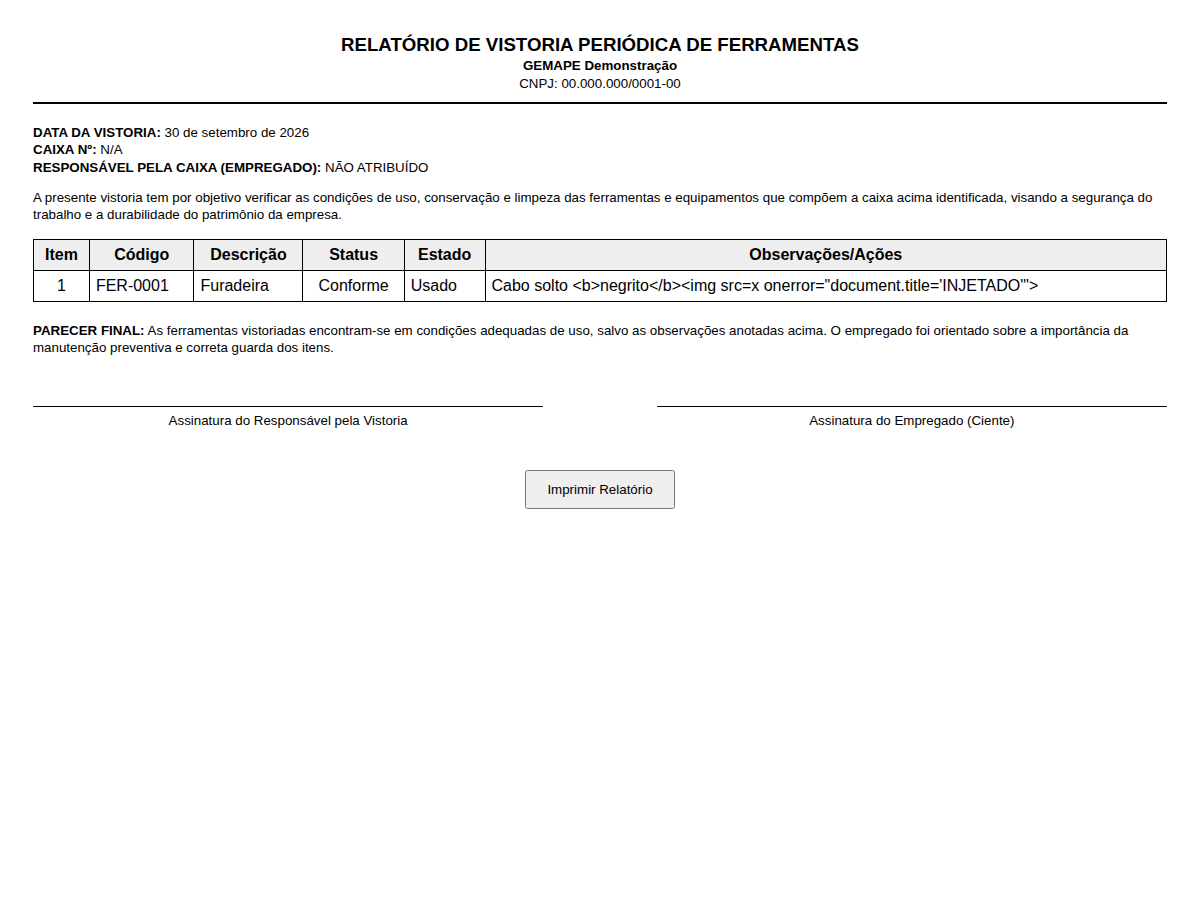 RELATÓRIO DE VISTORIA PERIÓDICA DE FERRAMENTAS
GEMAPE Demonstração
CNPJ: 00.000.000/0001-00
DATA DA VISTORIA: 30 de setembro de 2026
CAIXA Nº: N/A
RESPONSÁVEL PELA CAIXA (EMPREGADO): NÃO ATRIBUÍDO
A presente vistoria tem por objetivo verificar as condições de uso, conservação e limpeza das ferramentas e equipamentos que compõem a caixa acima identificada, visando a segurança do
trabalho e a durabilidade do patrimônio da empresa.
Item Código Descrição Status Estado Observações/Ações
1 FER-0001 Furadeira Conforme Usado Cabo solto <b>negrito</b><img src=x onerror="document.title='INJETADO'">
PARECER FINAL: As ferramentas vistoriadas encontram-se em condições adequadas de uso, salvo as observações anotadas acima. O empregado foi orientado sobre a importância da
manutenção preventiva e correta guarda dos itens.
Assinatura do Responsável pela Vistoria Assinatura do Empregado (Ciente)
Imprimir Relatório